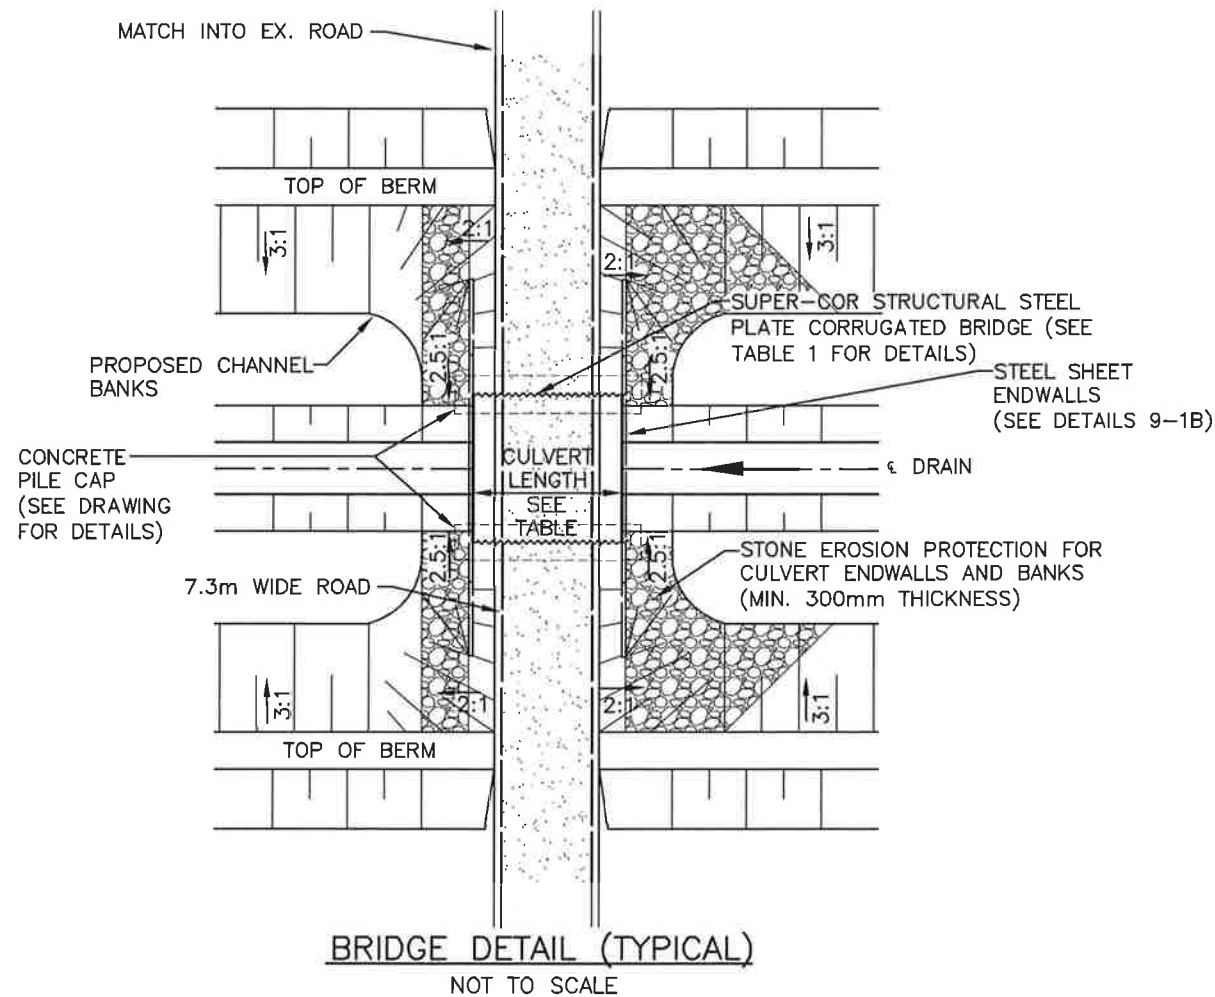 MATCH INTO EX. ROAD
TOP OF BERM
2:1
3:1
3:1
2:
SUPER-COR STRUCTURAL STEEL
PLATE CORRUGATED BRIDGE (SEE
TABLE 1 FOR DETAILS)
2.5:1
2.5:1
PROPOSED CHANNEL
BANKS
STEEL SHEET
ENDWALLS
(SEE DETAILS 9-1B)
CONCRETE
PILE CAP
(SEE DRAWING
FOR DETAILS)
CULVERT
LENGTH
SEE
TABLE
℄ DRAIN
2.5:1
2.5:1
STONE EROSION PROTECTION FOR
CULVERT ENDWALLS AND BANKS
(MIN. 300mm THICKNESS)
7.3m WIDE ROAD
3:1
2:1
2:1
3:1
TOP OF BERM
BRIDGE DETAIL (TYPICAL)
NOT TO SCALE